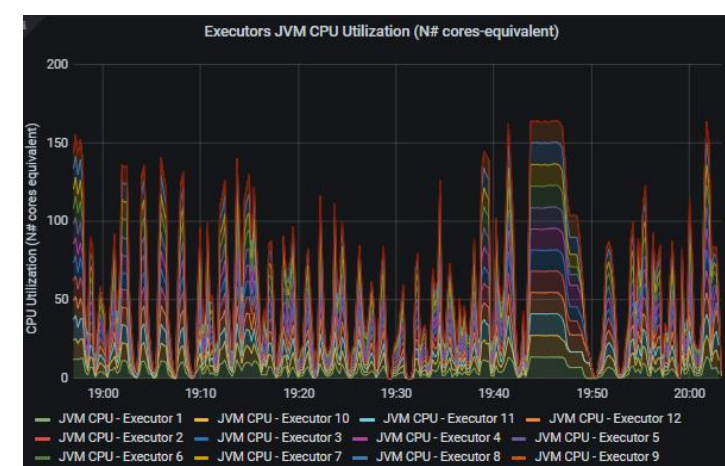 Executors JVM CPU Utilization (N# cores-equivalent)
CPU Utilization (N# cores equivalent)
200
150
100
50
0
19:00 19:10 19:20 19:30 19:40 19:50 20:00
JVM CPU - Executor 1 JVM CPU - Executor 10 JVM CPU - Executor 11 JVM CPU - Executor 12
JVM CPU - Executor 2 JVM CPU - Executor 3 JVM CPU - Executor 4 JVM CPU - Executor 5
JVM CPU - Executor 6 JVM CPU - Executor 7 JVM CPU - Executor 8 JVM CPU - Executor 9